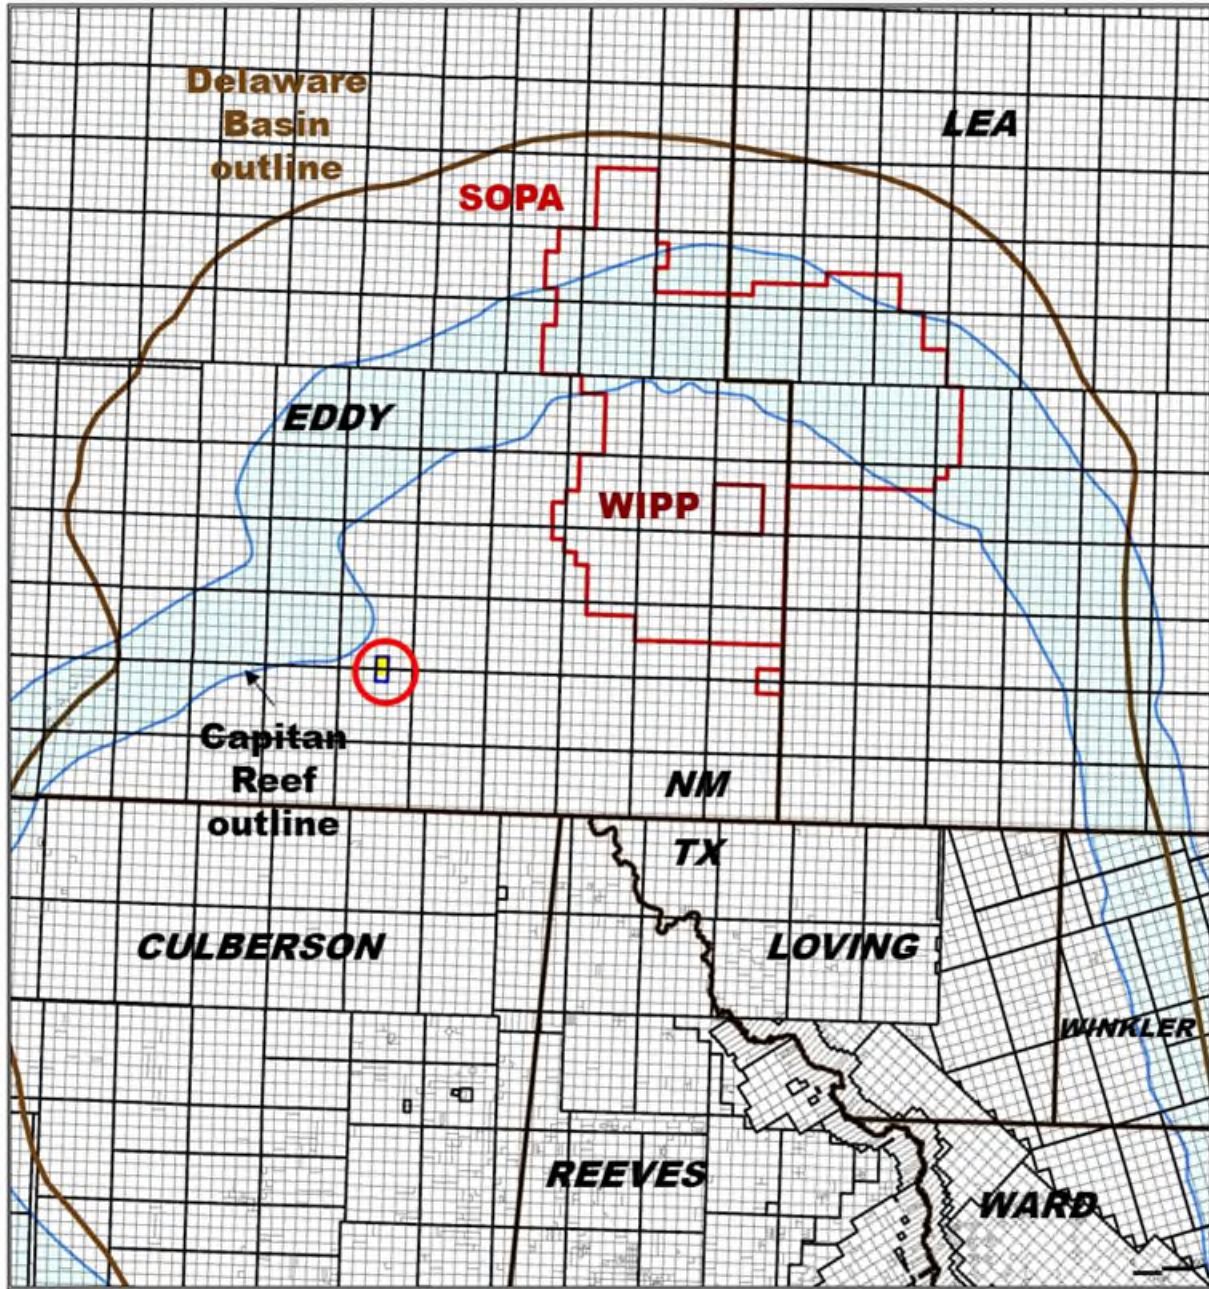 Delaware
Basin
outline
LEA
SOPA
EDDY
WIPP
Capitan
Reef
outline
NM
TX
CULBERSON
LOVING
WINKLER
REEVES
WARD